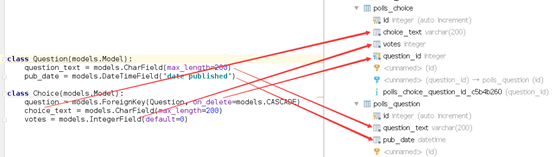 class Question(models.Model):
question_text = models.CharField(max_length=200)
pub_date = models.DateTimeField('date published')
class Choice(models.Model):
question = models.ForeignKey(Question, on_delete=models.CASCADE)
choice_text = models.CharField(max_length=200)
votes = models.IntegerField(default=0)
polls_choice
id integer (auto increment)
choice_text varchar(200)
votes integer
question_id integer
<unnamed> (id)
<unnamed> (question_id) → polls_question (id)
polls_choice_question_id_c5b4b260 (question_id)
polls_question
id integer (auto increment)
question_text varchar(200)
pub_date datetime
<unnamed> (id)